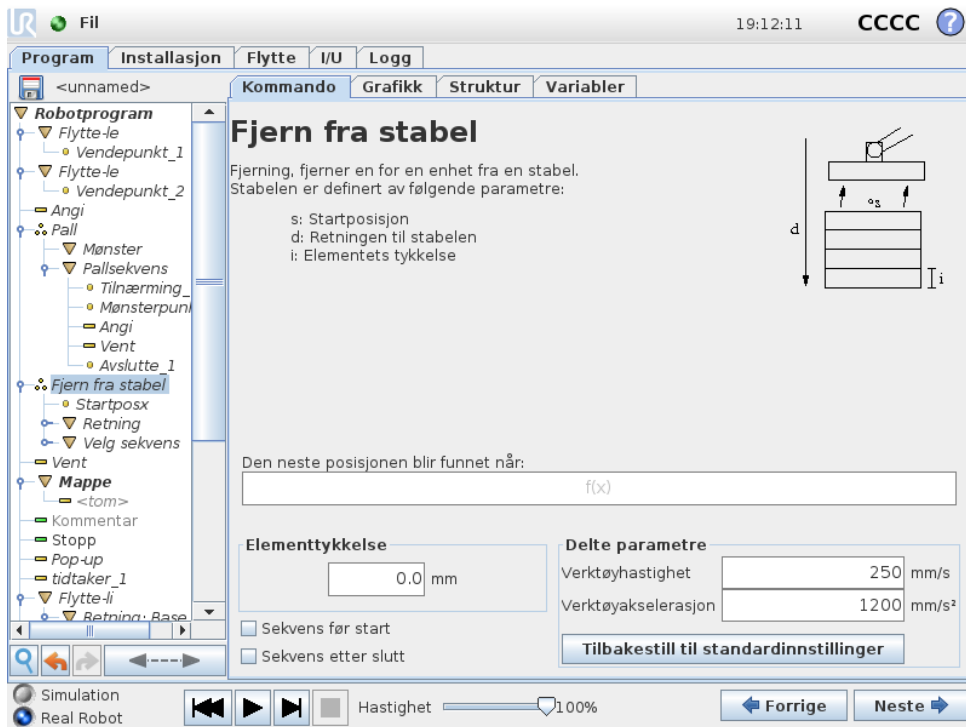 UR Fil 19:12:11 CCCC ?
Program Installasjon Flytte I/U Logg
<unnamed>
Kommando Grafikk Struktur Variabler
Robotprogram
Flytte-le
Vendepunkt_1
Flytte-le
Vendepunkt_2
Angi
Pall
Mønster
Pallsekvens
Tilnærming_
Mønsterpun
Angi
Vent
Avslutte_1
Fjern fra stabel
Startposx
Retning
Velg sekvens
Vent
Mappe
<tom>
Kommentar
Stopp
Pop-up
tidtaker_1
Flytte-li
Retning: Base
Fjern fra stabel
Fjerning, fjerner en for en enhet fra en stabel.
Stabelen er definert av følgende parametre:
s: Startposisjon
d: Retningen til stabelen
i: Elementets tykkelse
s
d
i
Den neste posisjonen blir funnet når:
f(x)
Elementtykkelse
0.0 mm
Sekvens før start
Sekvens etter slutt
Delte parametre
Verktøyhastighet 250 mm/s
Verktøyakselerasjon 1200 mm/s²
Tilbakestill til standardinnstillinger
Simulation
Real Robot
Hastighet 100%
Forrige Neste